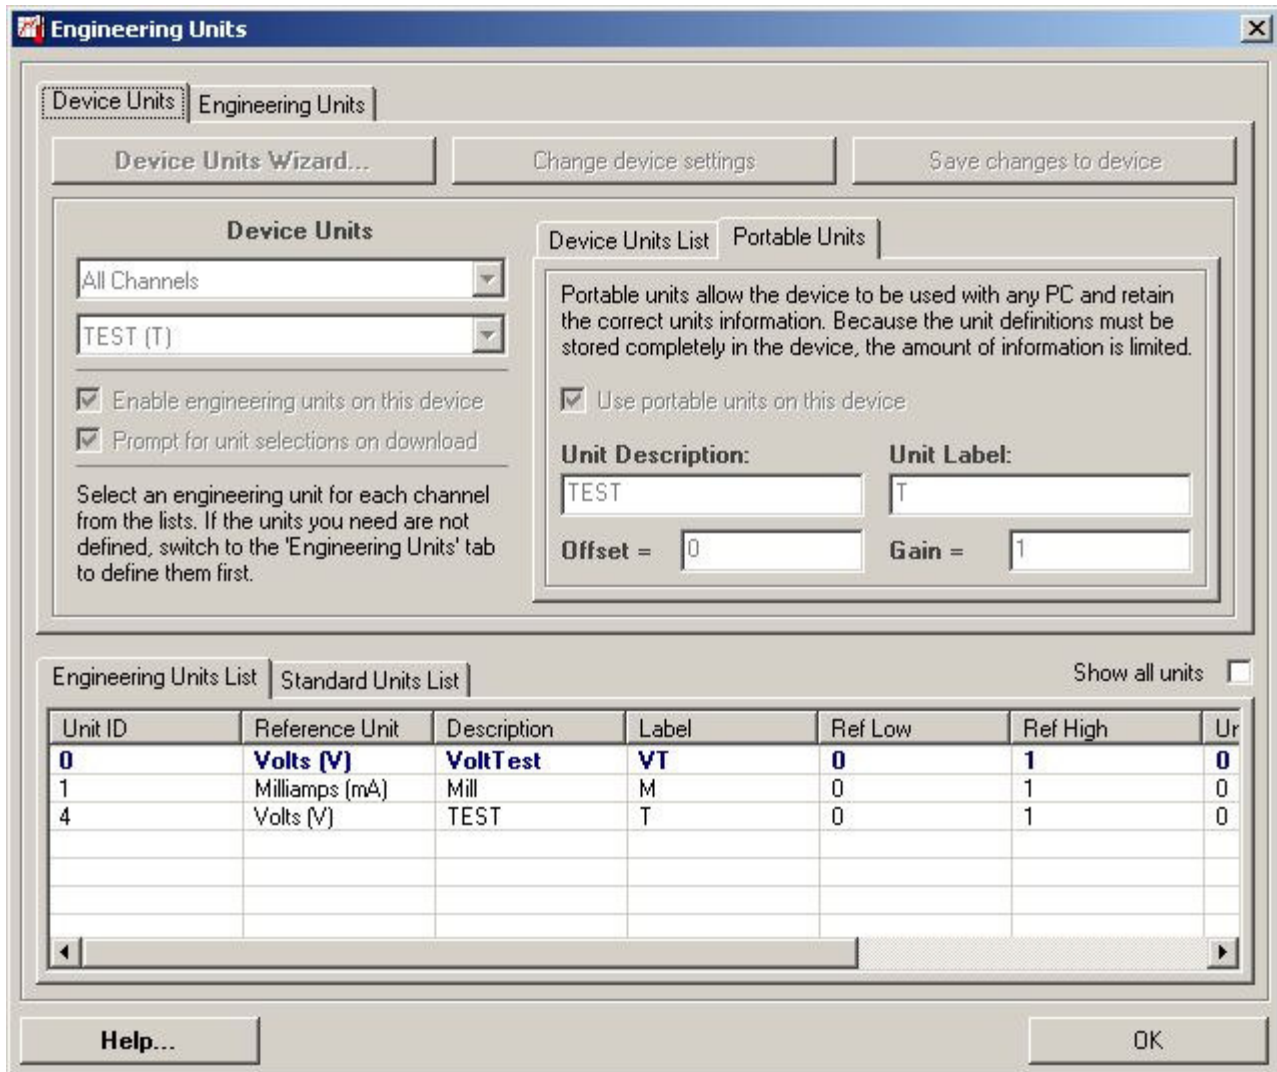 Engineering Units
Device Units Engineering Units
Device Units Wizard... Change device settings Save changes to device
Device Units
All Channels
TEST (T)
Enable engineering units on this device
Prompt for unit selections on download
Select an engineering unit for each channel
from the lists. If the units you need are not
defined, switch to the 'Engineering Units' tab
to define them first.
Device Units List Portable Units
Portable units allow the device to be used with any PC and retain
the correct units information. Because the unit definitions must be
stored completely in the device, the amount of information is limited.
Use portable units on this device
Unit Description: Unit Label:
TEST T
Offset = 0 Gain = 1
Engineering Units List Standard Units List Show all units
Unit ID Reference Unit Description Label Ref Low Ref High Ur
0 Volts (V) VoltTest VT 0 1 0
1 Milliamps (mA) Mill M 0 1 0
4 Volts (V) TEST T 0 1 0
Help... OK